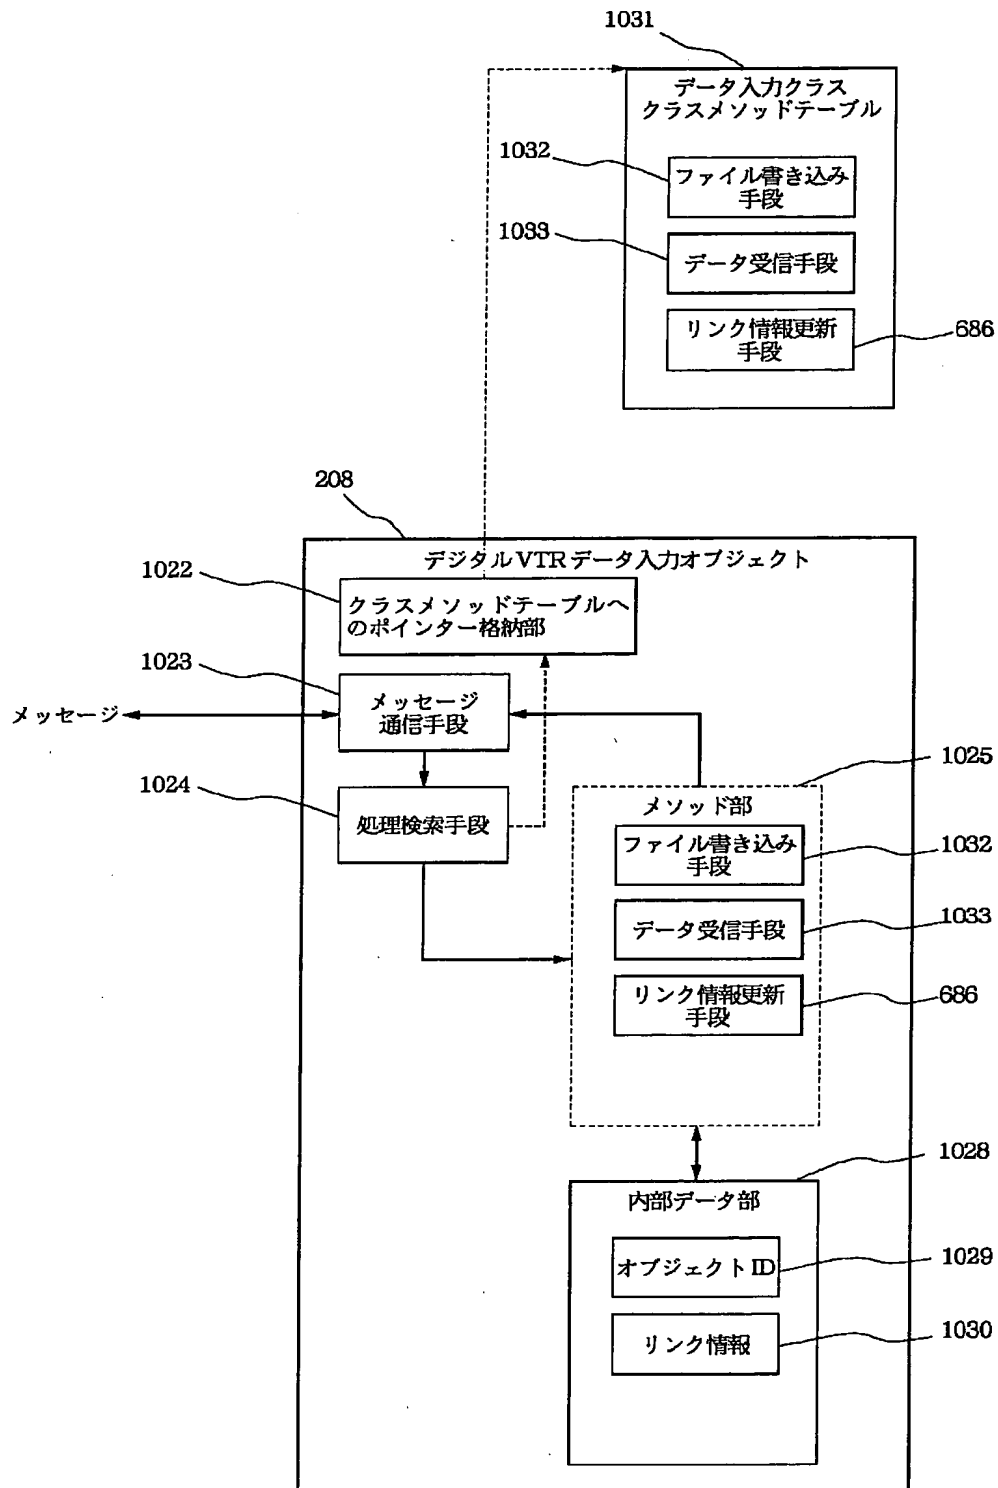 1031
データ入力クラス
クラスメソッドテーブル
1032
ファイル書き込み
手段
1033
データ受信手段
リンク情報更新
手段
686
208
デジタルVTRデータ入力オブジェクト
1022
クラスメソッドテーブルへ
のポインター格納部
1023
メッセージ
通信手段
メッセージ
1024
処理検索手段
1025
メソッド部
ファイル書き込み
手段
1032
データ受信手段
1033
リンク情報更新
手段
686
1028
内部データ部
オブジェクトID
1029
リンク情報
1030